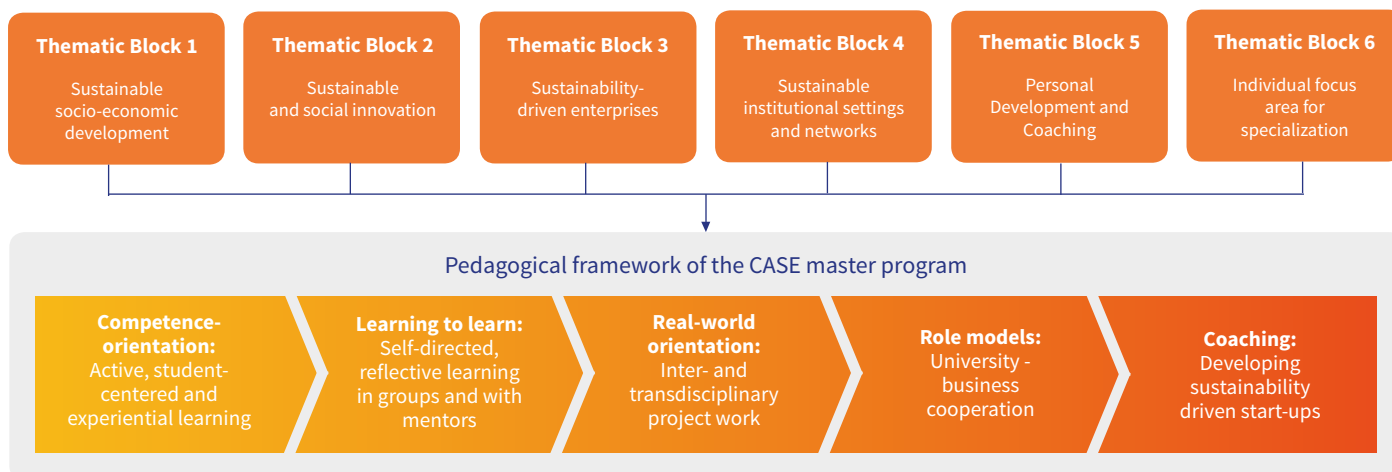 Thematic Block 1
Sustainable
socio-economic
development
Thematic Block 2
Sustainable
and social innovation
Thematic Block 3
Sustainability-
driven enterprises
Thematic Block 4
Sustainable
institutional settings
and networks
Thematic Block 5
Personal
Development and
Coaching
Thematic Block 6
Individual focus
area for
specialization
Pedagogical framework of the CASE master program
Competence-
orientation:
Active, student-
centered and
experiential learning
Learning to learn:
Self-directed,
reflective learning
in groups and with
mentors
Real-world
orientation:
Inter- and
transdisciplinary
project work
Role models:
University -
business
cooperation
Coaching:
Developing
sustainability
driven start-ups